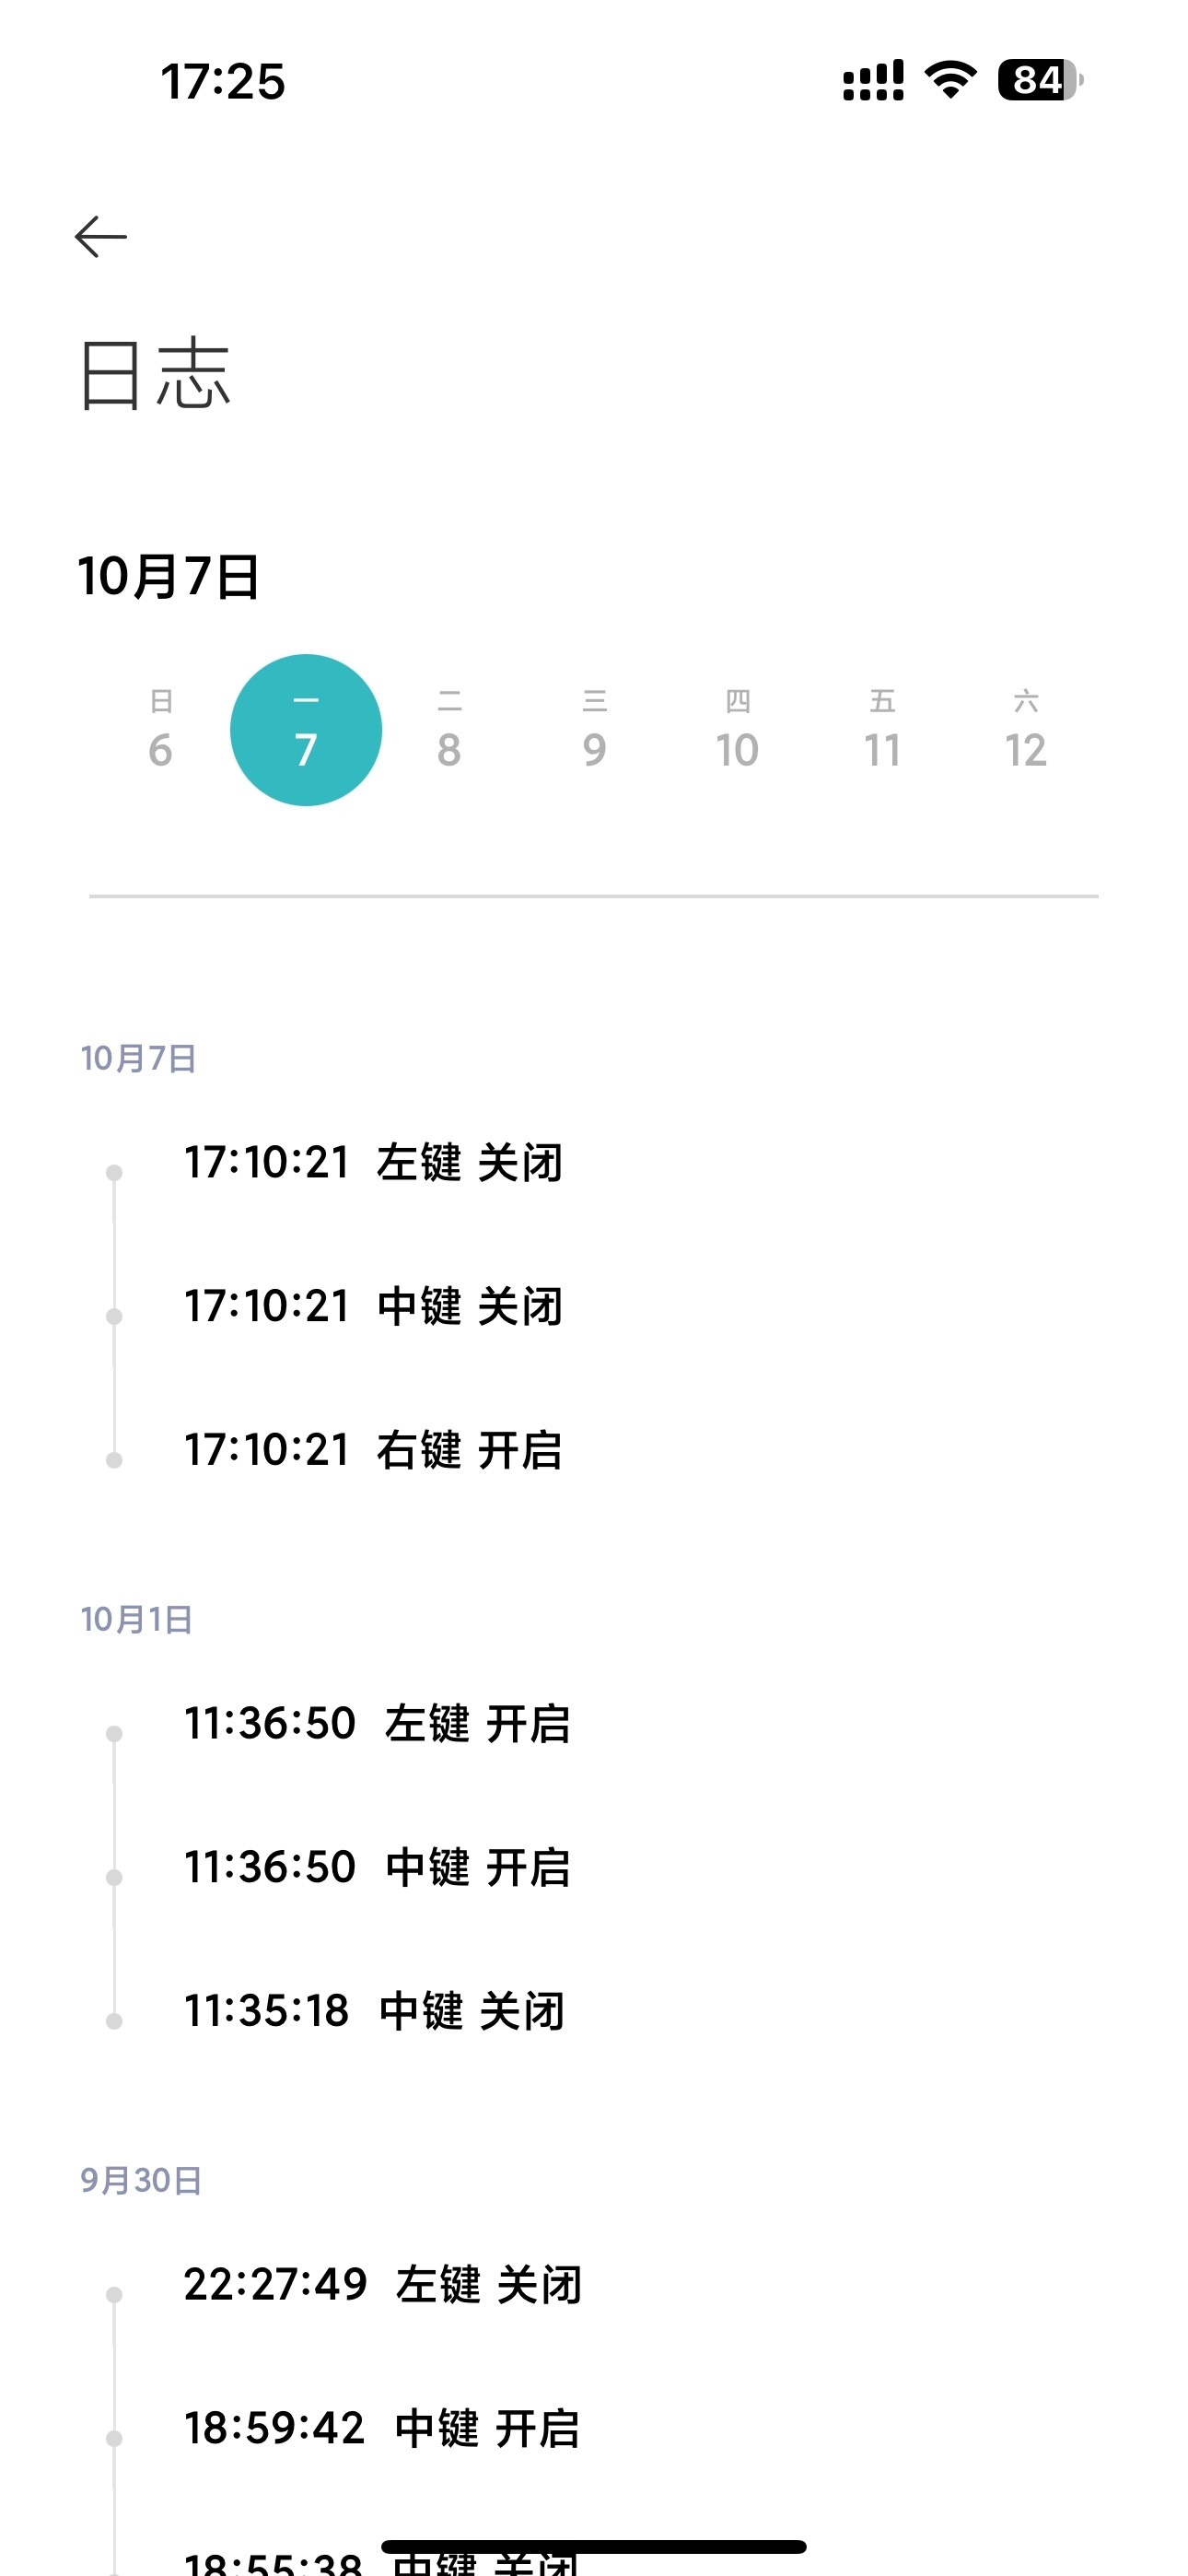 17:25
84
日志
10月7日
日 一 二 三 四 五 六
6 7 8 9 10 11 12
10月7日
17:10:21 左键 关闭
17:10:21 中键 关闭
17:10:21 右键 开启
10月1日
11:36:50 左键 开启
11:36:50 中键 开启
11:35:18 中键 关闭
9月30日
22:27:49 左键 关闭
18:59:42 中键 开启
18:55:38 中键 关闭